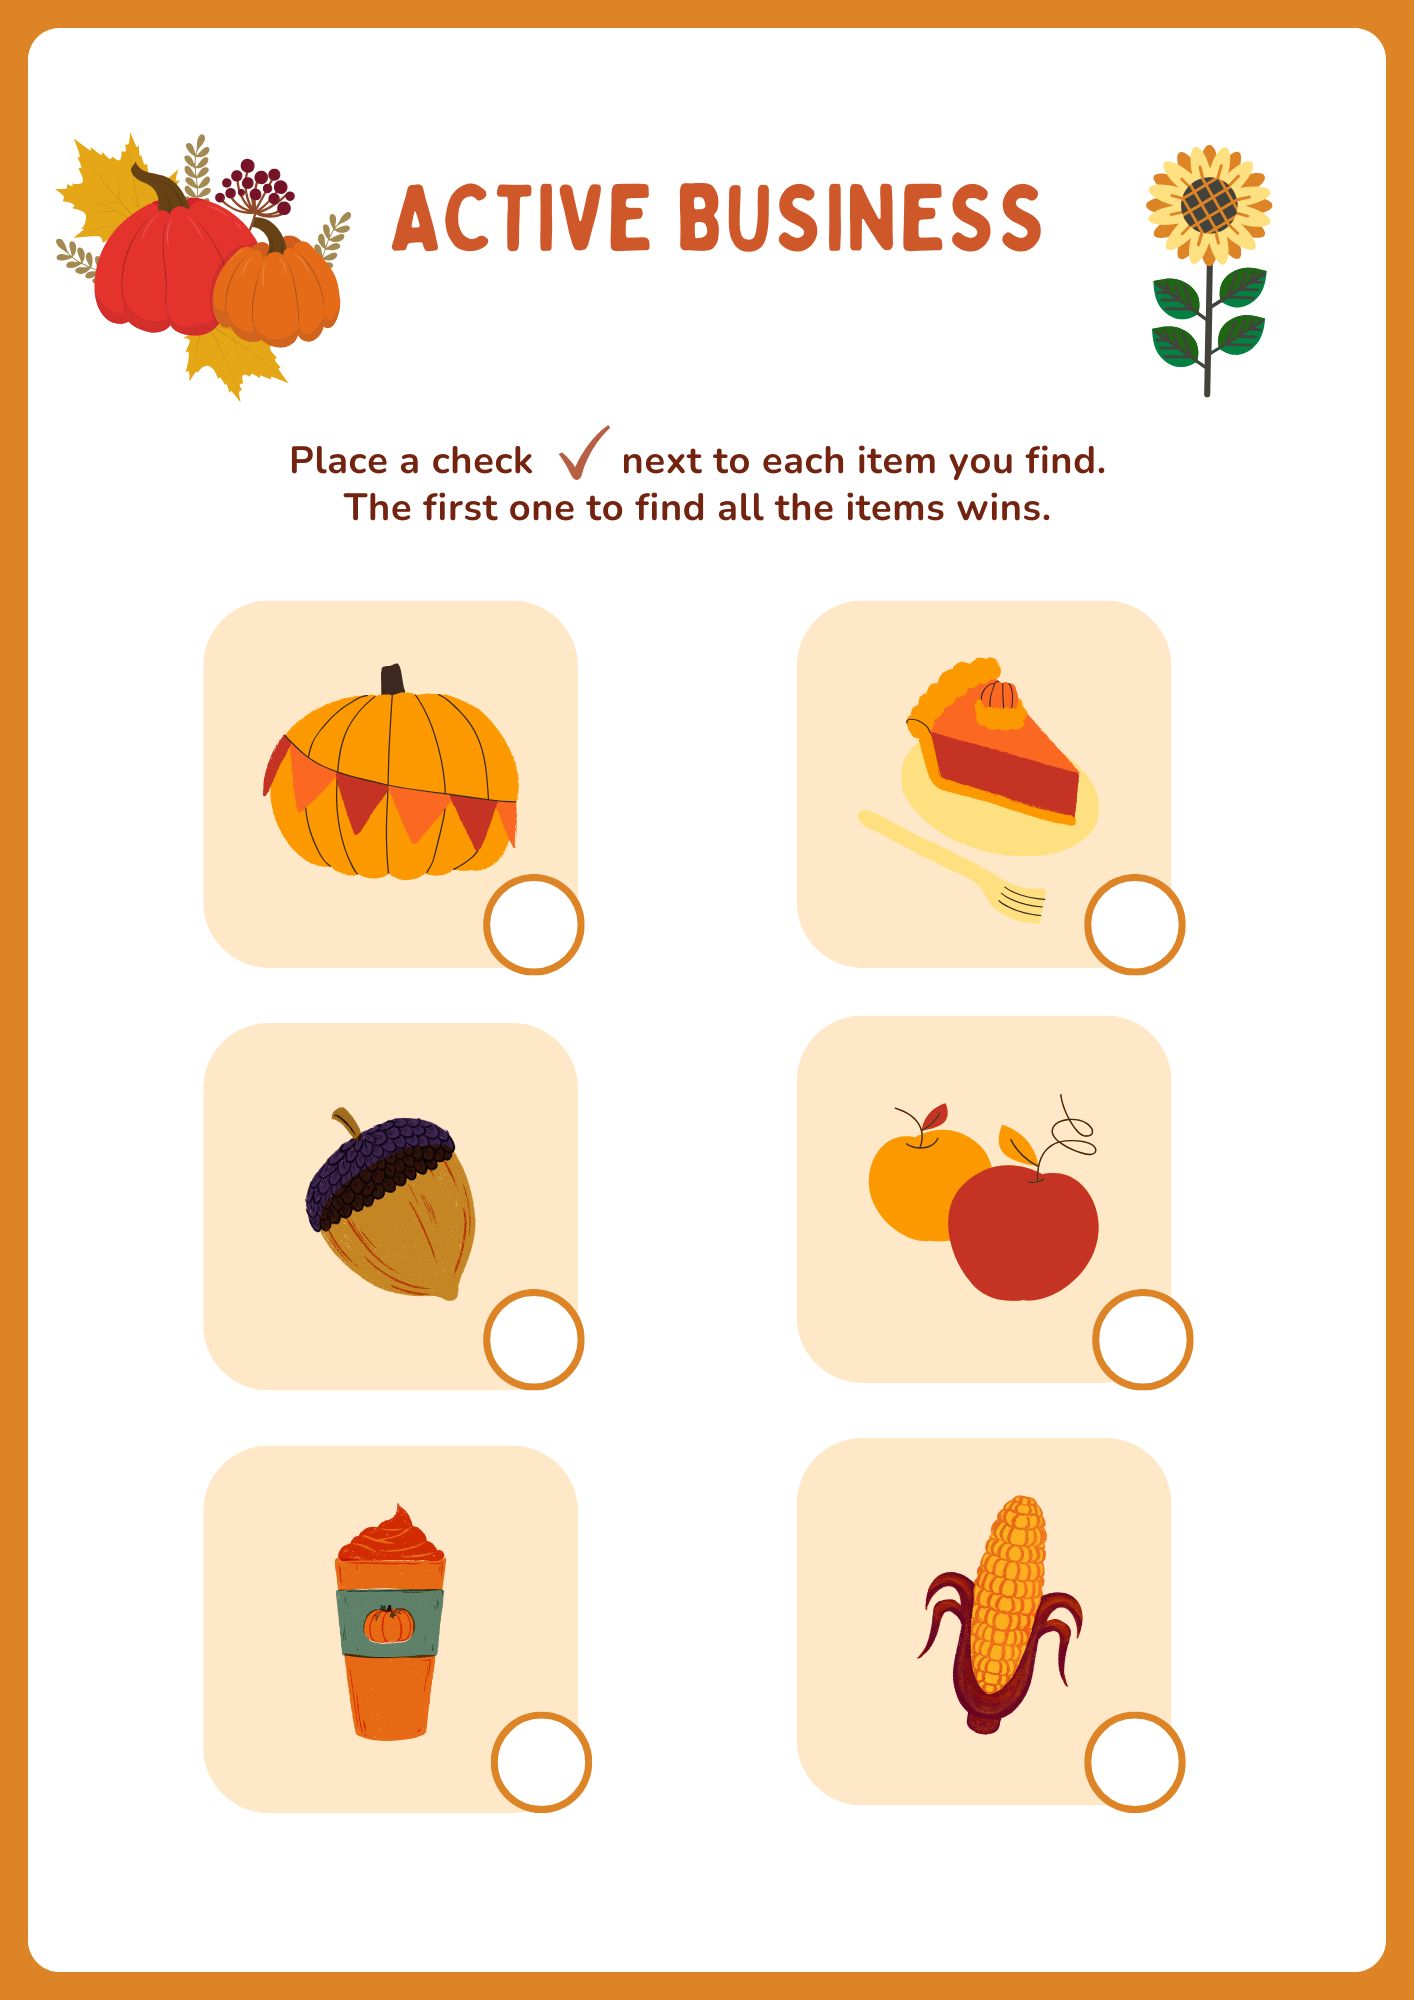 ACTIVE BUSINESS
Place a check ✓ next to each item you find.
The first one to find all the items wins.